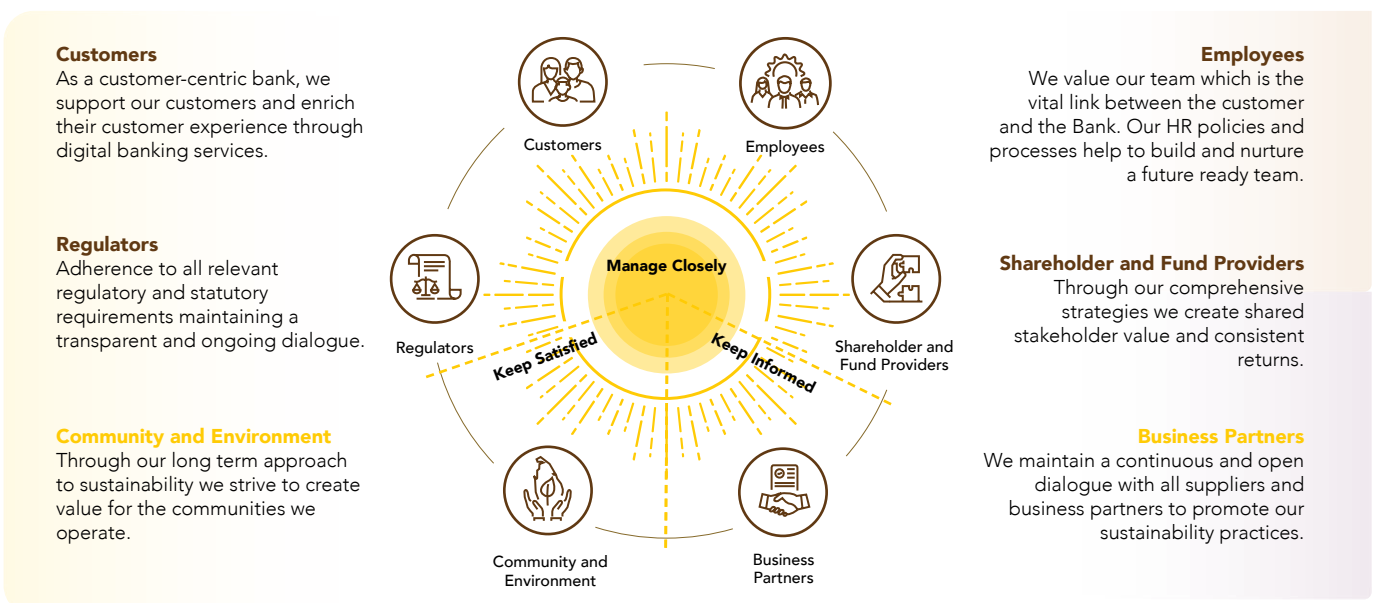 Customers
As a customer-centric bank, we
support our customers and enrich
their customer experience through
digital banking services.
Regulators
Adherence to all relevant
regulatory and statutory
requirements maintaining a
transparent and ongoing dialogue.
Community and Environment
Through our long term approach
to sustainability we strive to create
value for the communities we
operate.
Customers
Employees
Manage Closely
Regulators
Keep Satisfied
Keep Informed
Shareholder and
Fund Providers
Community and
Environment
Business
Partners
Employees
We value our team which is the
vital link between the customer
and the Bank. Our HR policies and
processes help to build and nurture
a future ready team.
Shareholder and Fund Providers
Through our comprehensive
strategies we create shared
stakeholder value and consistent
returns.
Business Partners
We maintain a continuous and open
dialogue with all suppliers and
business partners to promote our
sustainability practices.